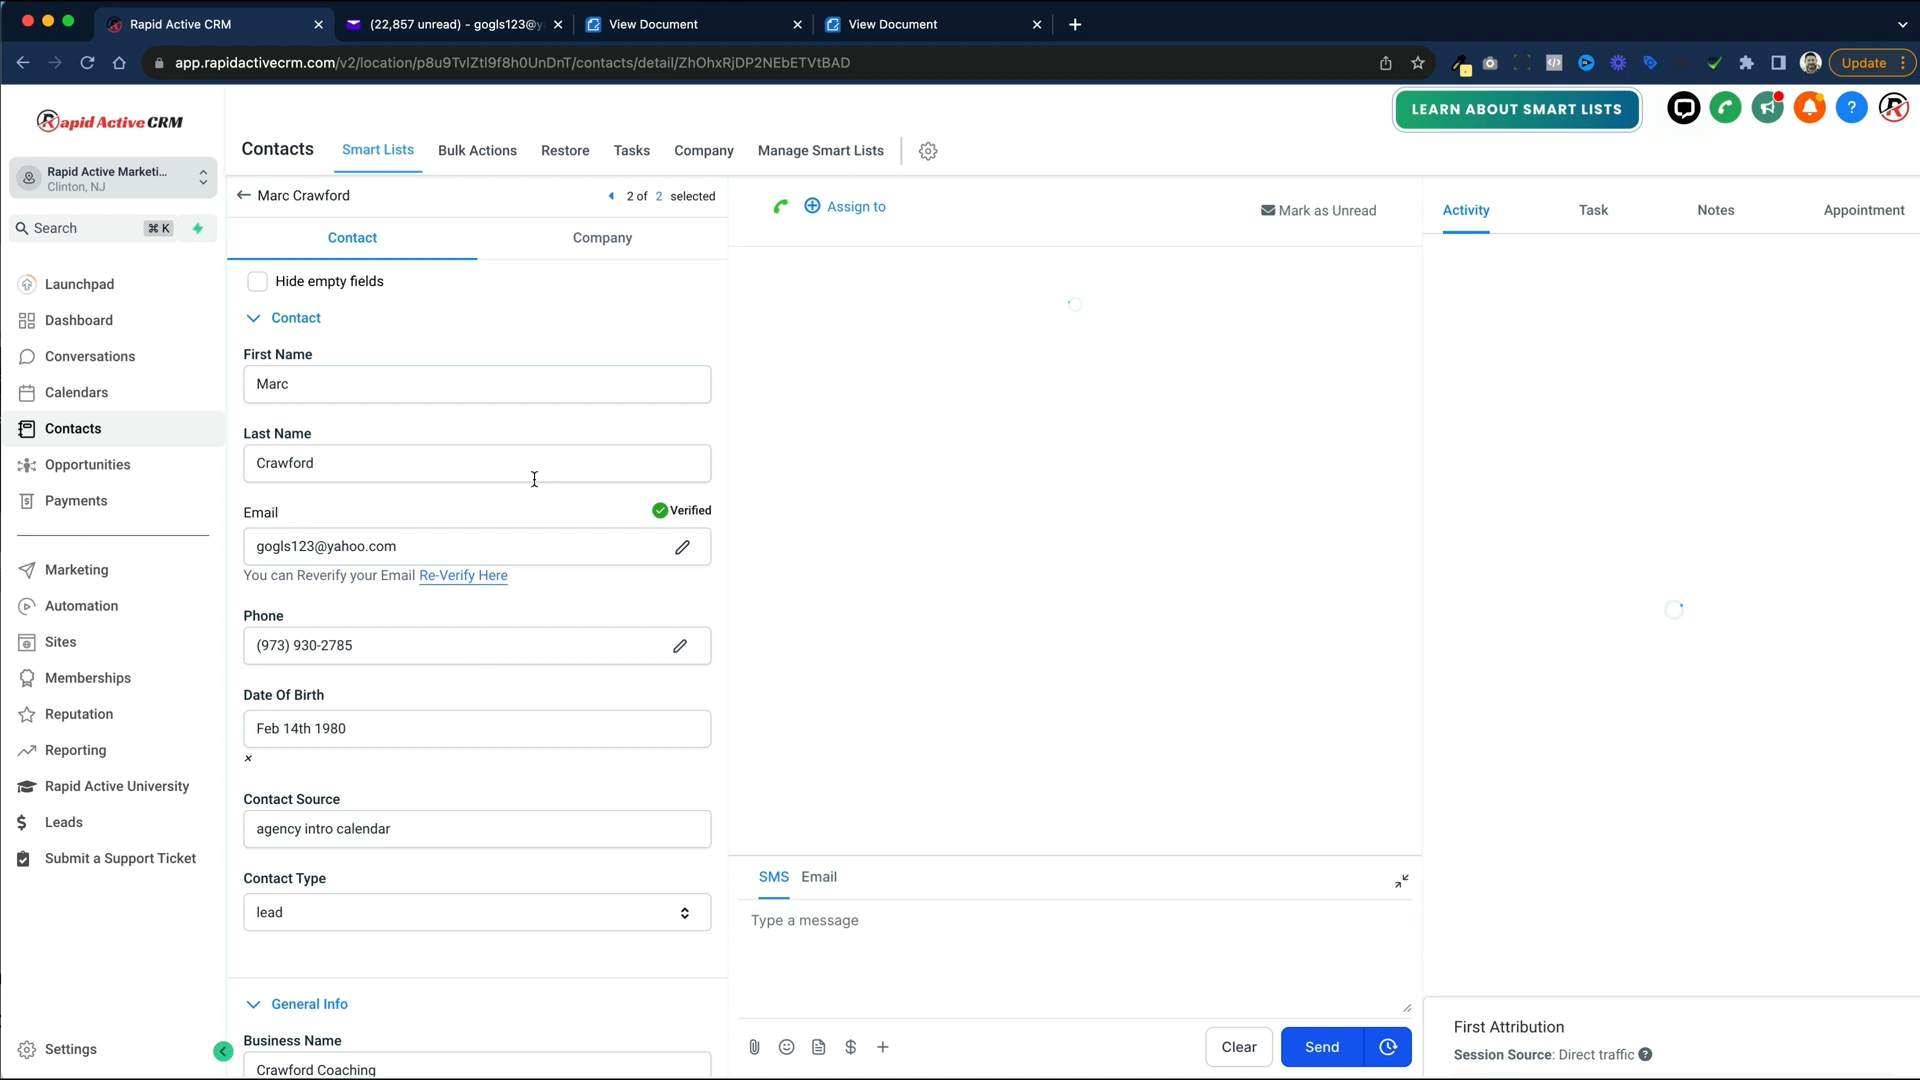 Rapid Active CRM
(22,857 unread) - gogls123@y
View Document
View Document
app.rapidactivecrm.com/v2/location/p8u9TvlZtl9f8h0UnDnT/contacts/detail/ZhOhxRjDP2NEbETVtBAD
Update
Rapid Active CRM
LEARN ABOUT SMART LISTS
Contacts
Smart Lists
Bulk Actions
Restore
Tasks
Company
Manage Smart Lists
Rapid Active Marketi...
Clinton, NJ
Search
⌘ K
Launchpad
Dashboard
Conversations
Calendars
Contacts
Opportunities
Payments
Marketing
Automation
Sites
Memberships
Reputation
Reporting
Rapid Active University
Leads
Submit a Support Ticket
Settings
Marc Crawford
2 of 2 selected
Contact
Company
Hide empty fields
Contact
First Name
Marc
Last Name
Crawford
Email
Verified
gogls123@yahoo.com
You can Reverify your Email Re-Verify Here
Phone
(973) 930-2785
Date Of Birth
Feb 14th 1980
×
Contact Source
agency intro calendar
Contact Type
lead
General Info
Business Name
Crawford Coaching
Assign to
Mark as Unread
SMS
Email
Type a message
Clear
Send
Activity
Task
Notes
Appointment
First Attribution
Session Source: Direct traffic ?